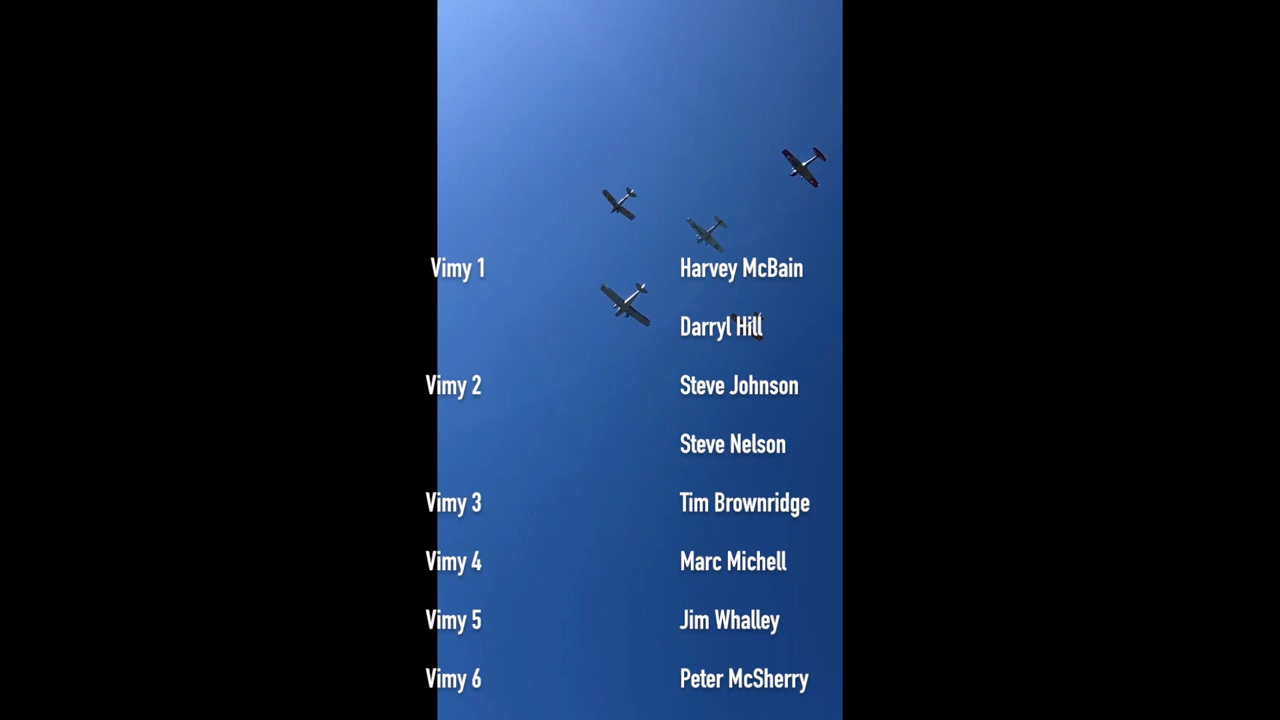 Vimy 1 Harvey McBain
Darryl Hill
Vimy 2 Steve Johnson
Steve Nelson
Vimy 3 Tim Brownridge
Vimy 4 Marc Michell
Vimy 5 Jim Whalley
Vimy 6 Peter McSherry